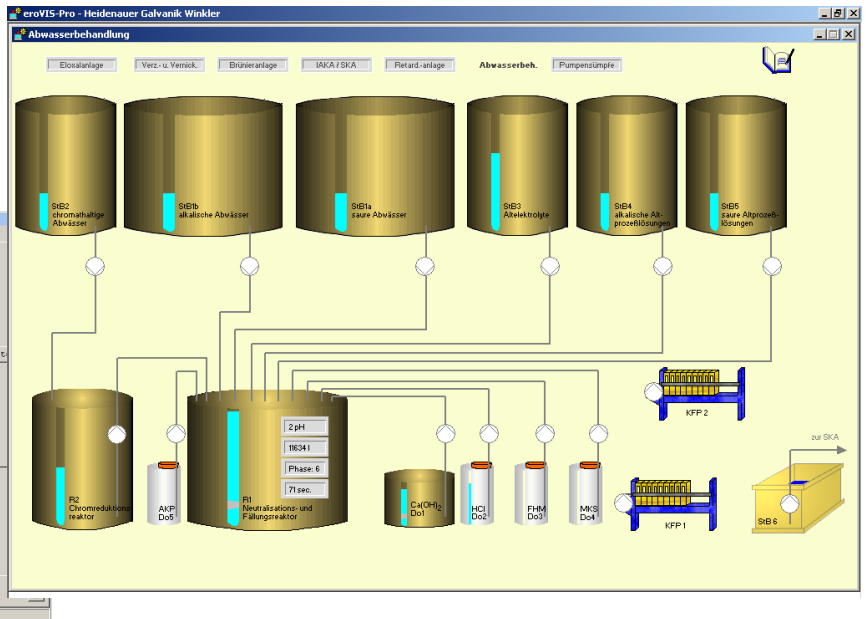 eroVIS-Pro - Heidenauer Galvanik Winkler
Abwasserbehandlung
Eloxalanlage
Verz.- u. Vernick.
Brünieranlage
IAKA / SKA
Retard.-anlage
Abwasserbeh.
Pumpensümpfe
StB2
chromathaltige
Abwässer
StB1b
alkalische Abwässer
StB1a
saure Abwässer
StB3
Altelektrolyte
StB4
alkalische Alt-
prozeßlösungen
StB5
saure Altprozeß-
lösungen
KFP 2
zur SKA
2 pH
11634 l
Phase: 6
71 sec.
R2
Chromreduktions
reaktor
AKP
Do5
R1
Neutralisations- und
Fällungsreaktor
Ca(OH)2
Do1
HCl
Do2
FHM
Do3
MKS
Do4
KFP 1
StB 6